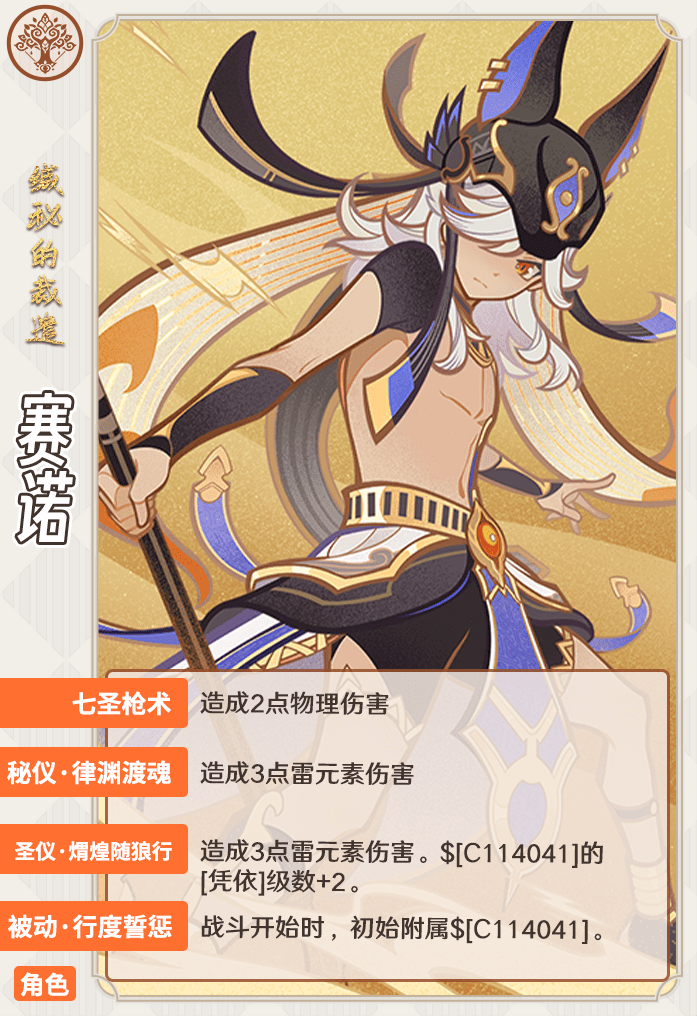 缄秘的裁遣
赛诺
七圣枪术
造成2点物理伤害
秘仪·律渊渡魂
造成3点雷元素伤害
圣仪·煟煌随狼行
造成3点雷元素伤害。$[C114041]的
[凭依]级数+2。
被动·行度誓惩
战斗开始时，初始附属$[C114041]。
角色